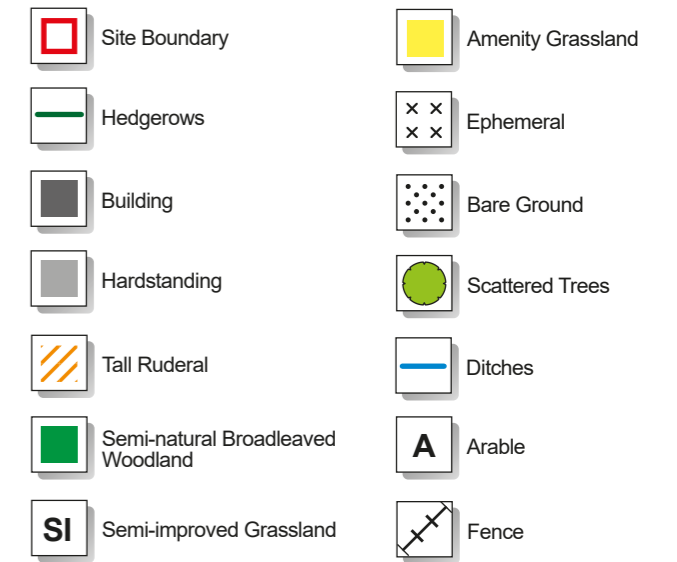 Site Boundary
Hedgerows
Building
Hardstanding
Tall Ruderal
Semi-natural Broadleaved
Woodland
SI Semi-improved Grassland
Amenity Grassland
Ephemeral
Bare Ground
Scattered Trees
Ditches
A Arable
Fence